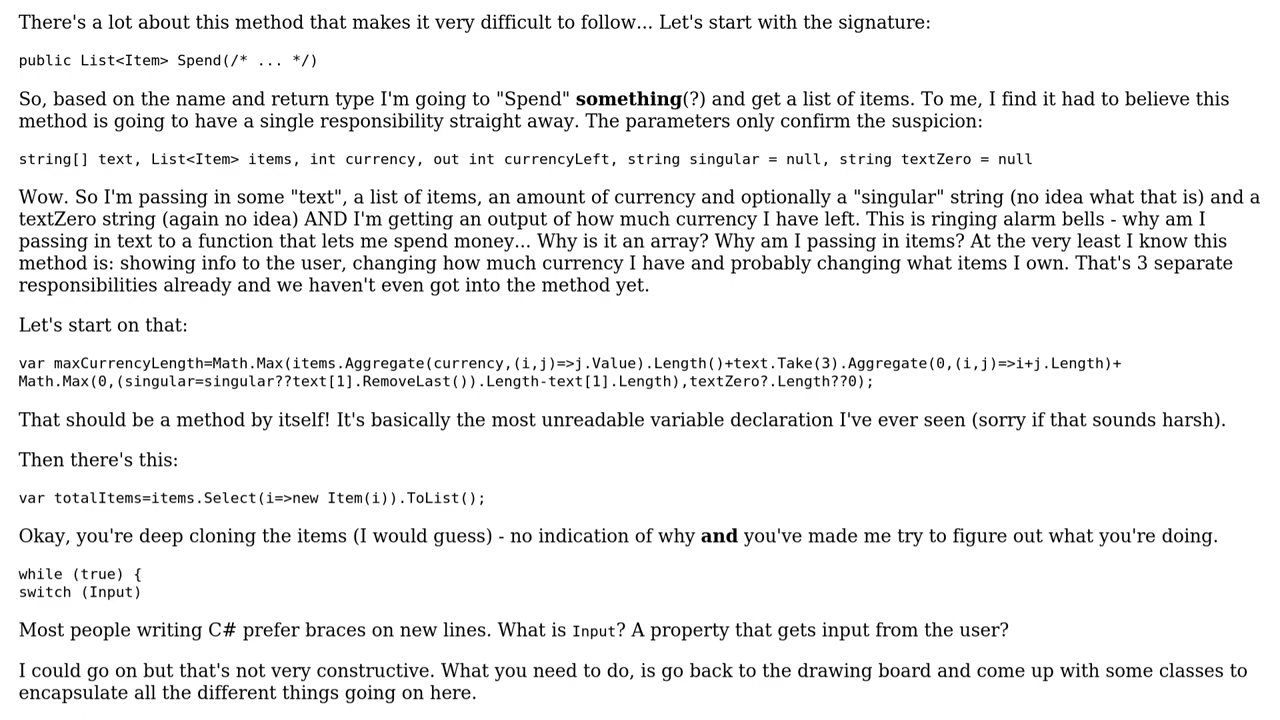 There's a lot about this method that makes it very difficult to follow... Let's start with the signature:
public List<Item> Spend(/* ... */)
So, based on the name and return type I'm going to "Spend" something(?) and get a list of items. To me, I find it had to believe this
method is going to have a single responsibility straight away. The parameters only confirm the suspicion:
string[] text, List<Item> items, int currency, out int currencyLeft, string singular = null, string textZero = null
Wow. So I'm passing in some "text", a list of items, an amount of currency and optionally a "singular" string (no idea what that is) and a
textZero string (again no idea) AND I'm getting an output of how much currency I have left. This is ringing alarm bells - why am I
passing in text to a function that lets me spend money... Why is it an array? Why am I passing in items? At the very least I know this
method is: showing info to the user, changing how much currency I have and probably changing what items I own. That's 3 separate
responsibilities already and we haven't even got into the method yet.
Let's start on that:
var maxCurrencyLength=Math.Max(items.Aggregate(currency,(i,j)=>j.Value).Length()+text.Take(3).Aggregate(0,(i,j)=>i+j.Length)+
Math.Max(0,(singular=singular??text[1].RemoveLast()).Length-text[1].Length),textZero?.Length??0);
That should be a method by itself! It's basically the most unreadable variable declaration I've ever seen (sorry if that sounds harsh).
Then there's this:
var totalItems=items.Select(i=>new Item(i)).ToList();
Okay, you're deep cloning the items (I would guess) - no indication of why and you've made me try to figure out what you're doing.
while (true) {
switch (Input)
Most people writing C# prefer braces on new lines. What is Input? A property that gets input from the user?
I could go on but that's not very constructive. What you need to do, is go back to the drawing board and come up with some classes to
encapsulate all the different things going on here.